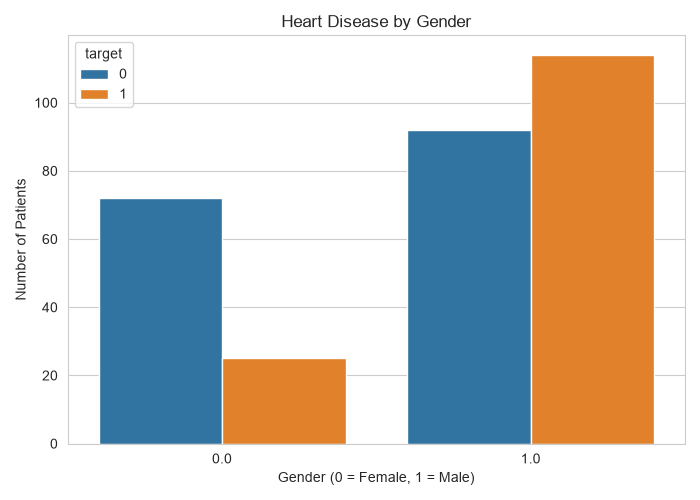 Heart Disease by Gender
target
0
1
Number of Patients
100
80
60
40
20
0
0.0
1.0
Gender (0 = Female, 1 = Male)